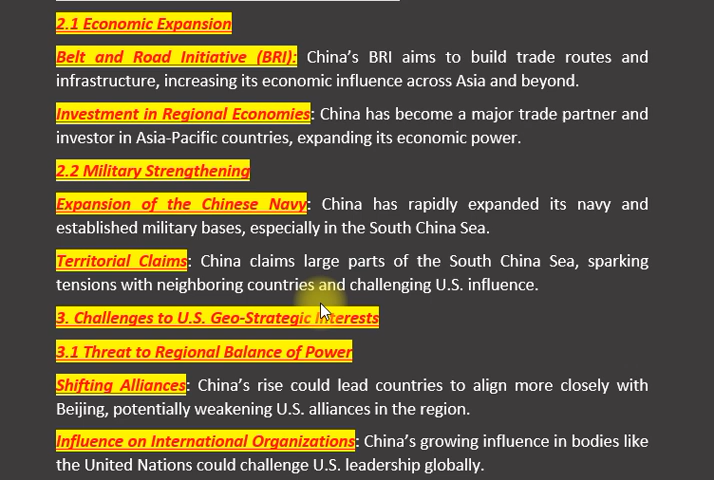 2.1 Economic Expansion
Belt and Road Initiative (BRI): China’s BRI aims to build trade routes and
infrastructure, increasing its economic influence across Asia and beyond.
Investment in Regional Economies: China has become a major trade partner and
investor in Asia-Pacific countries, expanding its economic power.
2.2 Military Strengthening
Expansion of the Chinese Navy: China has rapidly expanded its navy and
established military bases, especially in the South China Sea.
Territorial Claims: China claims large parts of the South China Sea, sparking
tensions with neighboring countries and challenging U.S. influence.
3. Challenges to U.S. Geo-Strategic Interests
3.1 Threat to Regional Balance of Power
Shifting Alliances: China’s rise could lead countries to align more closely with
Beijing, potentially weakening U.S. alliances in the region.
Influence on International Organizations: China’s growing influence in bodies like
the United Nations could challenge U.S. leadership globally.